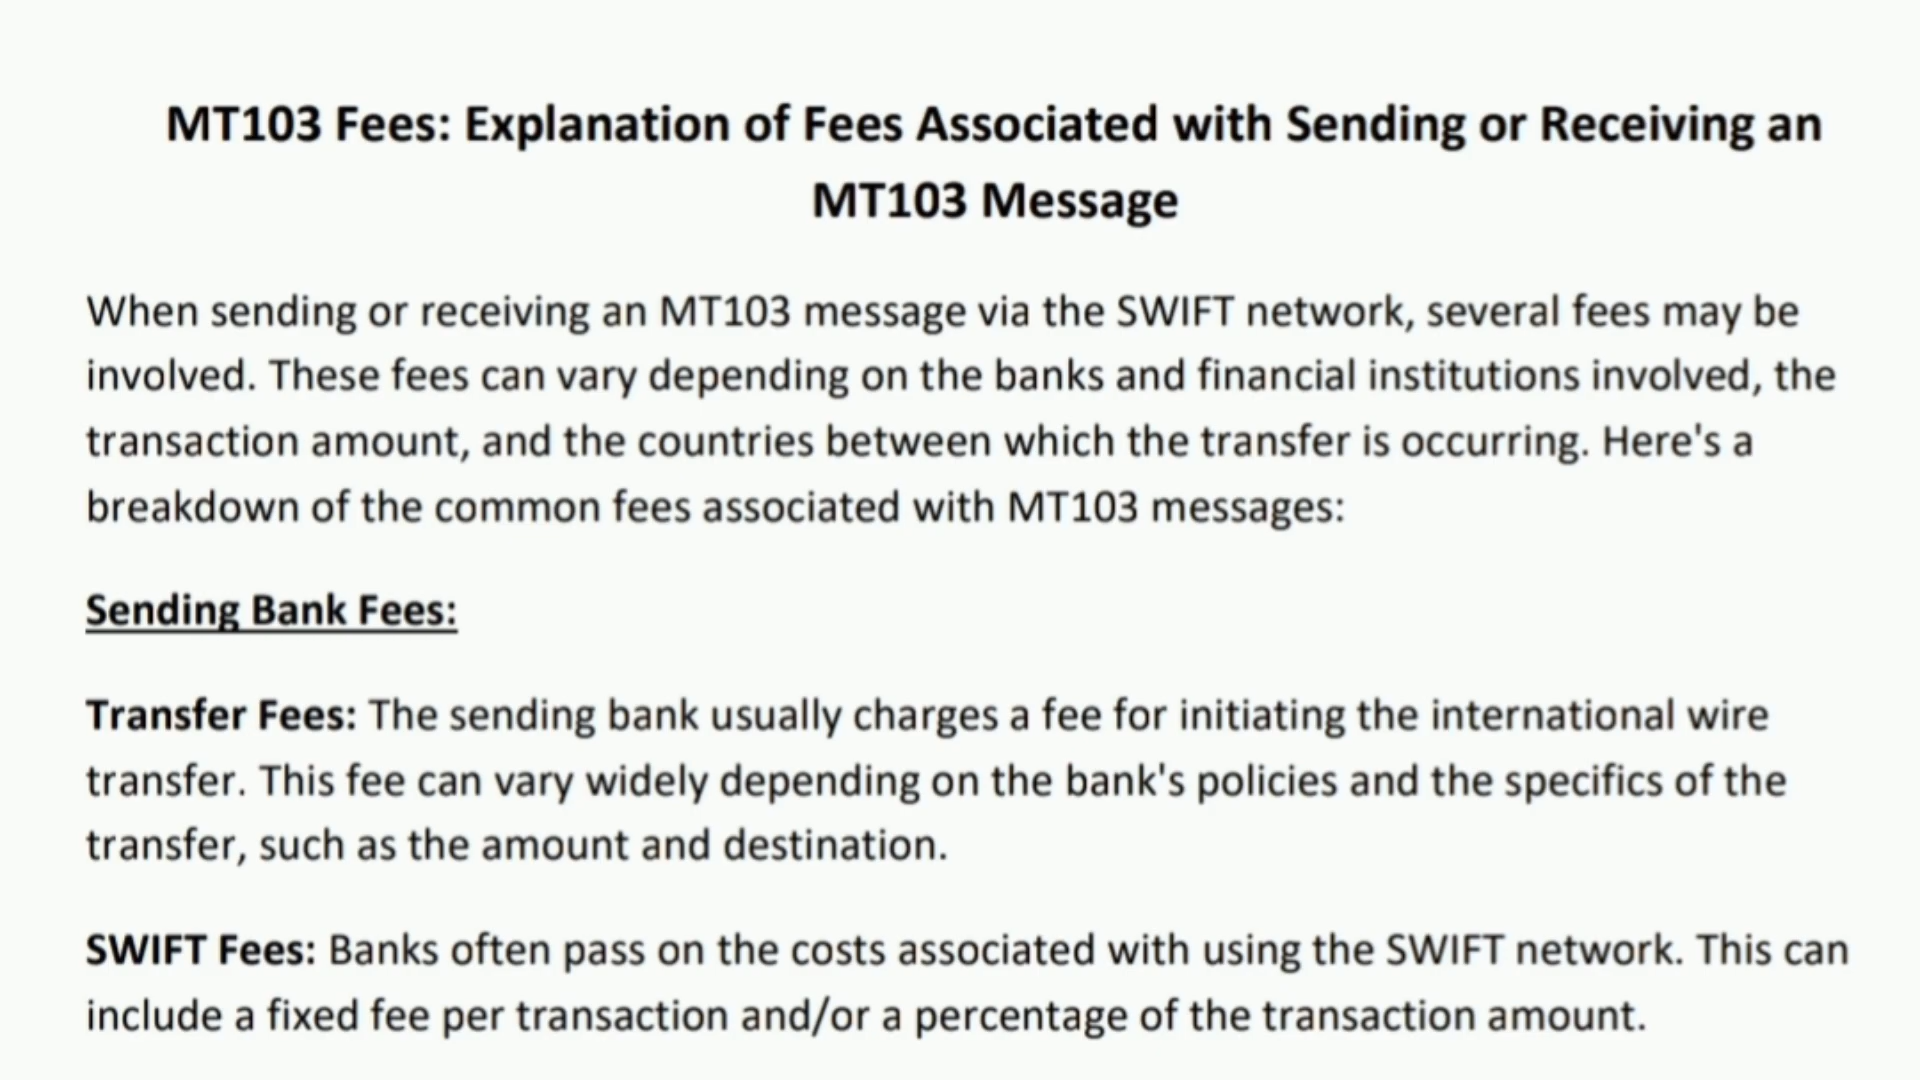 MT103 Fees: Explanation of Fees Associated with Sending or Receiving an
MT103 Message
When sending or receiving an MT103 message via the SWIFT network, several fees may be
involved. These fees can vary depending on the banks and financial institutions involved, the
transaction amount, and the countries between which the transfer is occurring. Here's a
breakdown of the common fees associated with MT103 messages:
Sending Bank Fees:
Transfer Fees: The sending bank usually charges a fee for initiating the international wire
transfer. This fee can vary widely depending on the bank's policies and the specifics of the
transfer, such as the amount and destination.
SWIFT Fees: Banks often pass on the costs associated with using the SWIFT network. This can
include a fixed fee per transaction and/or a percentage of the transaction amount.